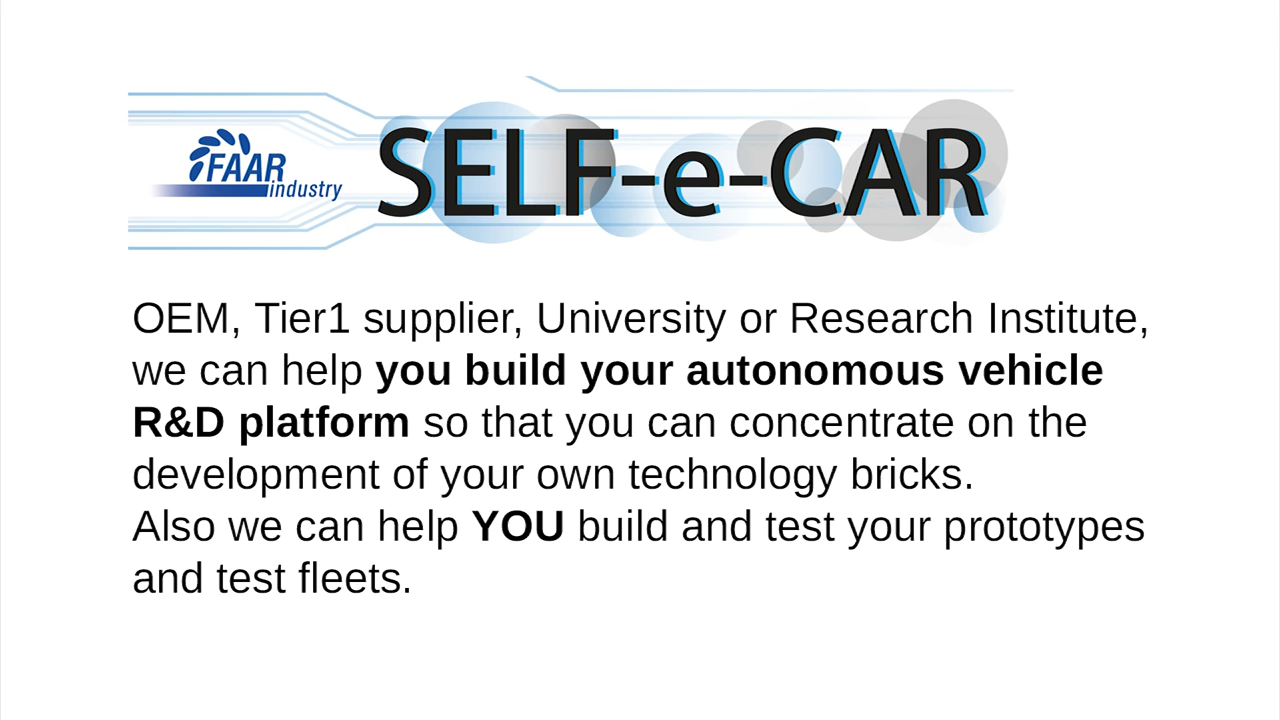 FAAR
industry
SELF-e-CAR
OEM, Tier1 supplier, University or Research Institute,
we can help you build your autonomous vehicle
R&D platform so that you can concentrate on the
development of your own technology bricks.
Also we can help YOU build and test your prototypes
and test fleets.